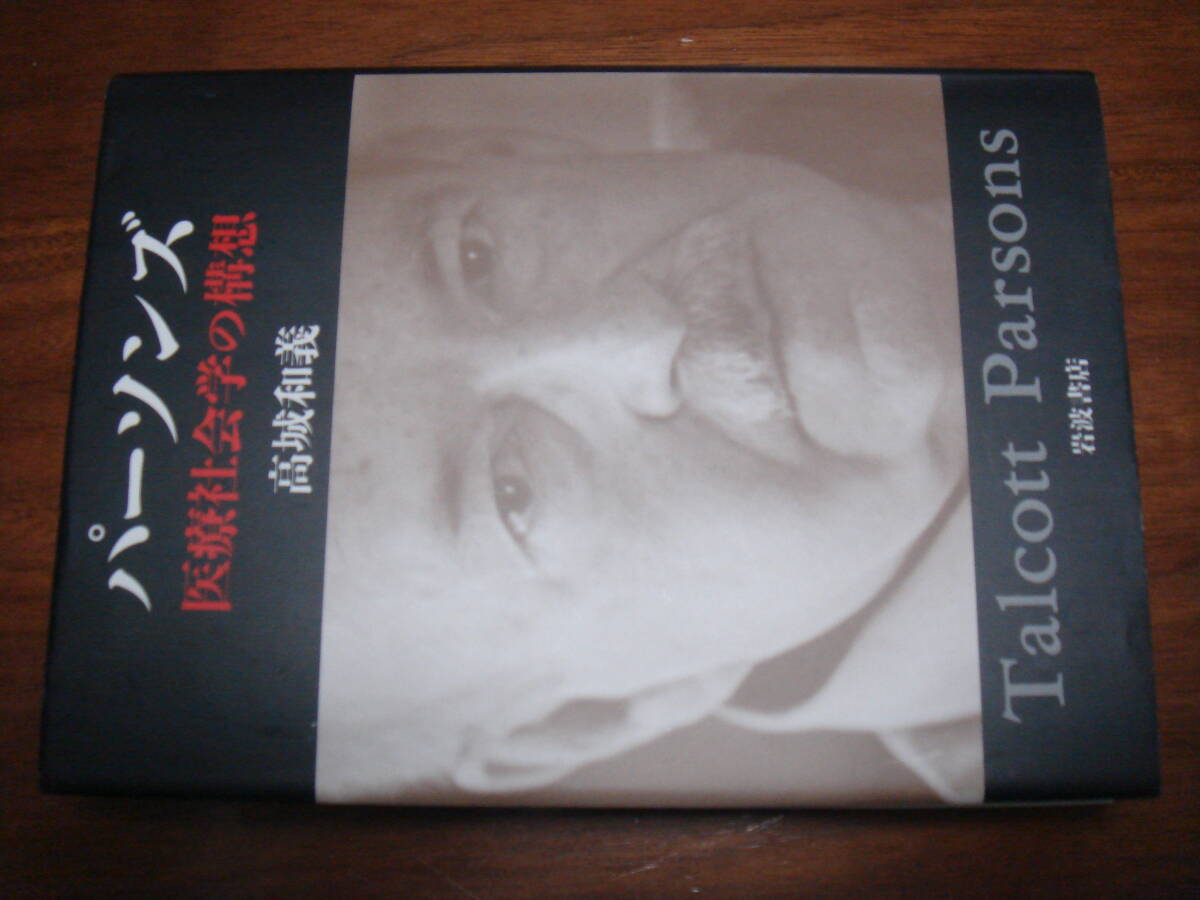 パーソンズ
医療社会学の構想
高城和義
Talcott Parsons
岩波書店